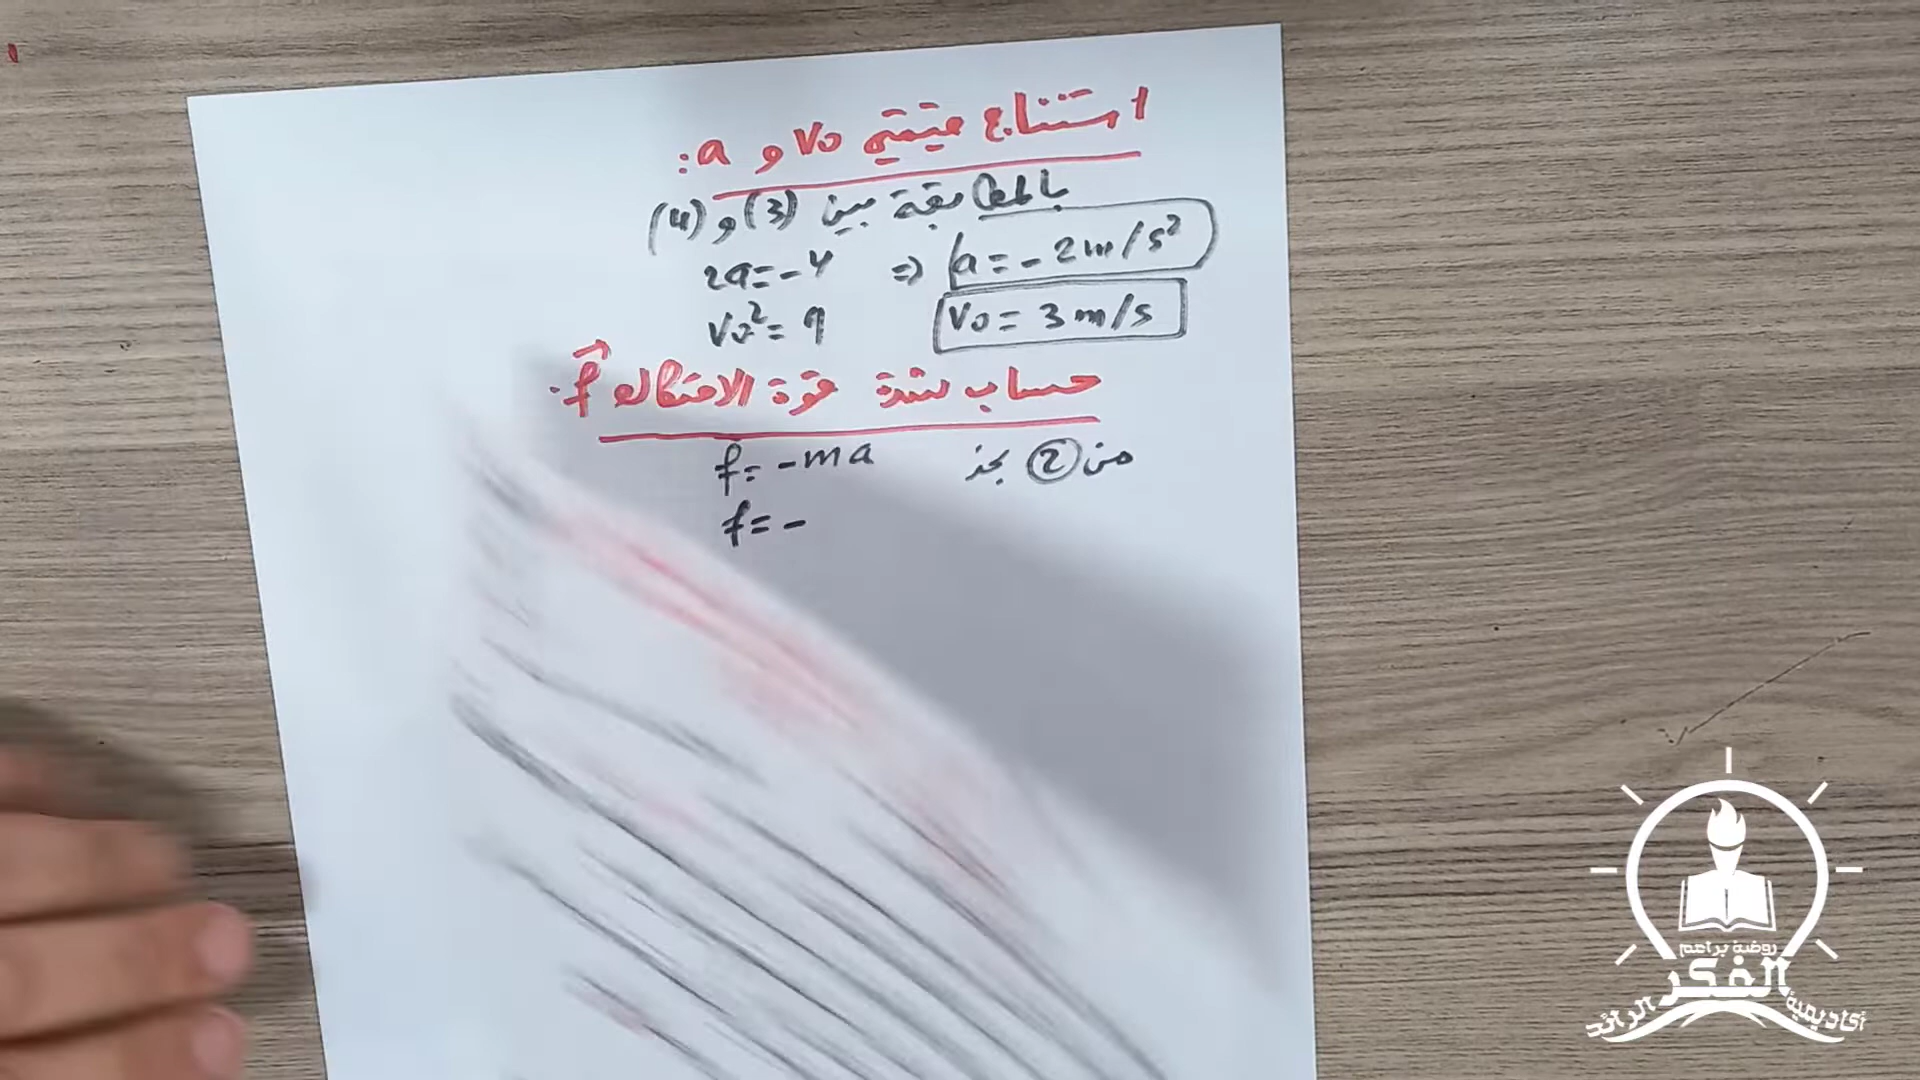 استنتاج قيمتي v₀ و a :
بالمطابقة بين (3) و (4)
2a = -4 => a = -2 m/s²
v₀² = 9 v₀ = 3 m/s
حساب شدة قوة الاحتكاك f⃗ .
من (2) نجد f = -ma
f = -
روضة براعم
الفكر
أكاديمية الرائد